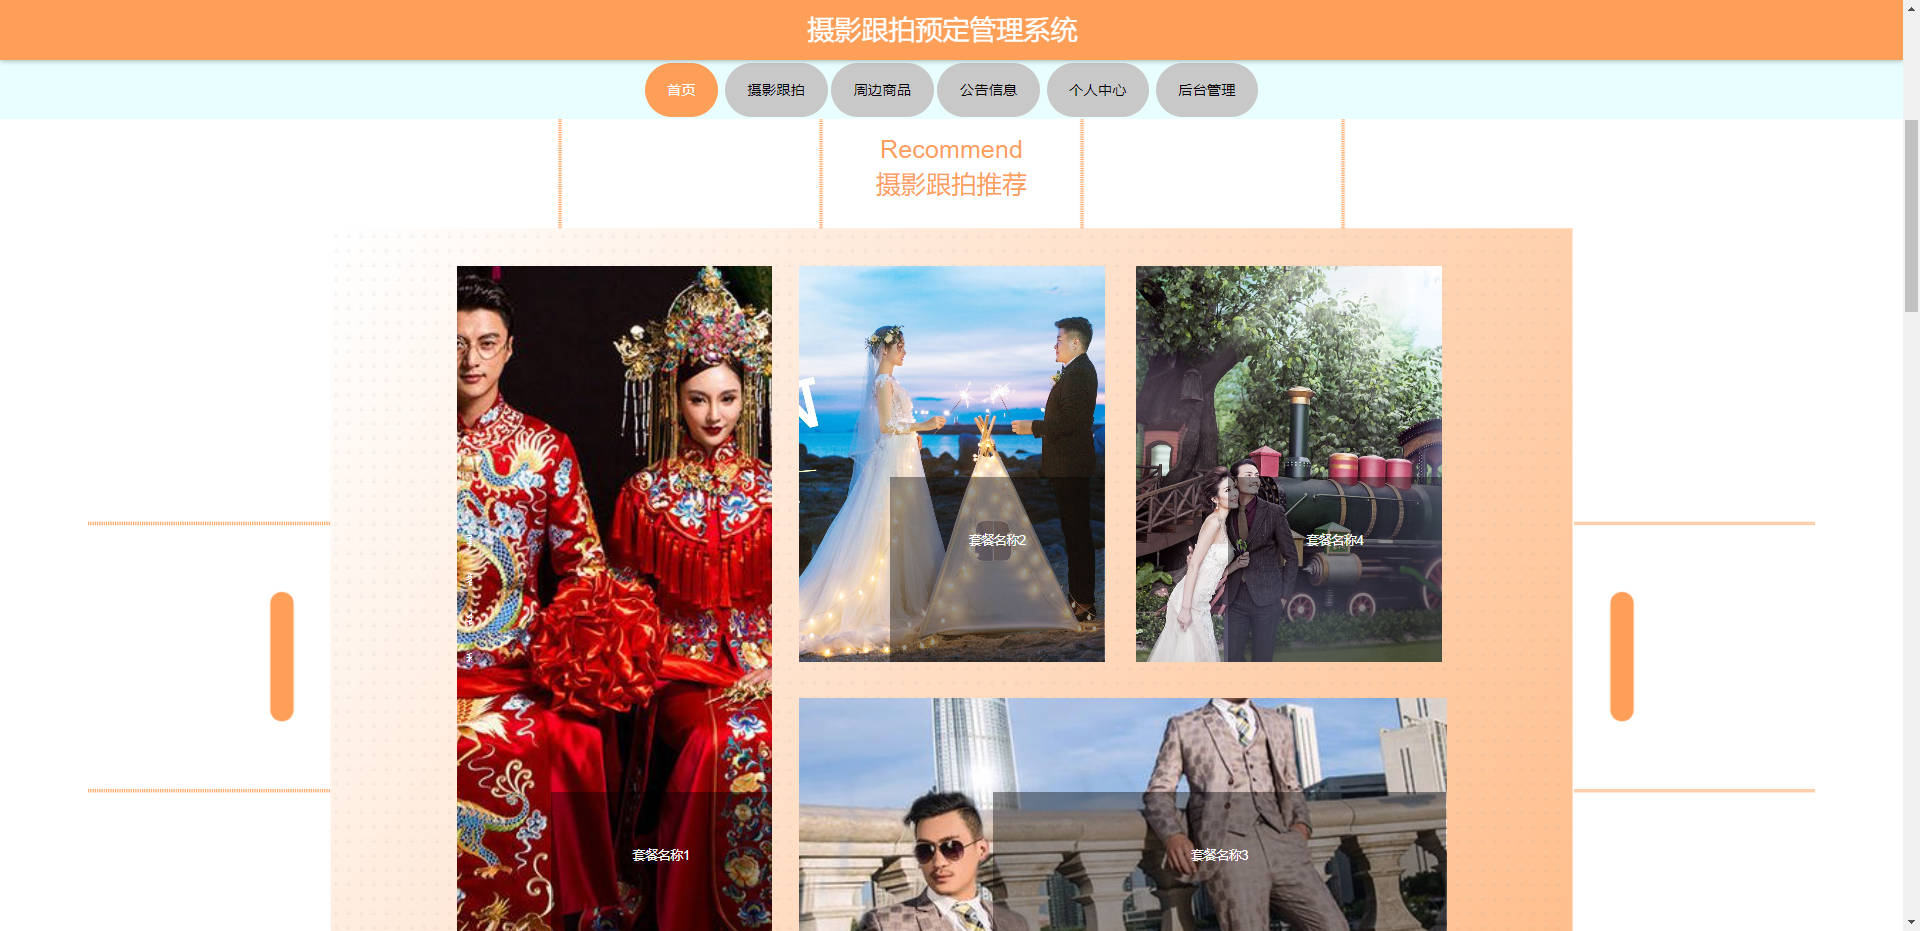 摄影跟拍预定管理系统
首页
摄影跟拍
周边商品
公告信息
个人中心
后台管理
Recommend
摄影跟拍推荐
套餐名称2
套餐名称4
套餐名称1
套餐名称3